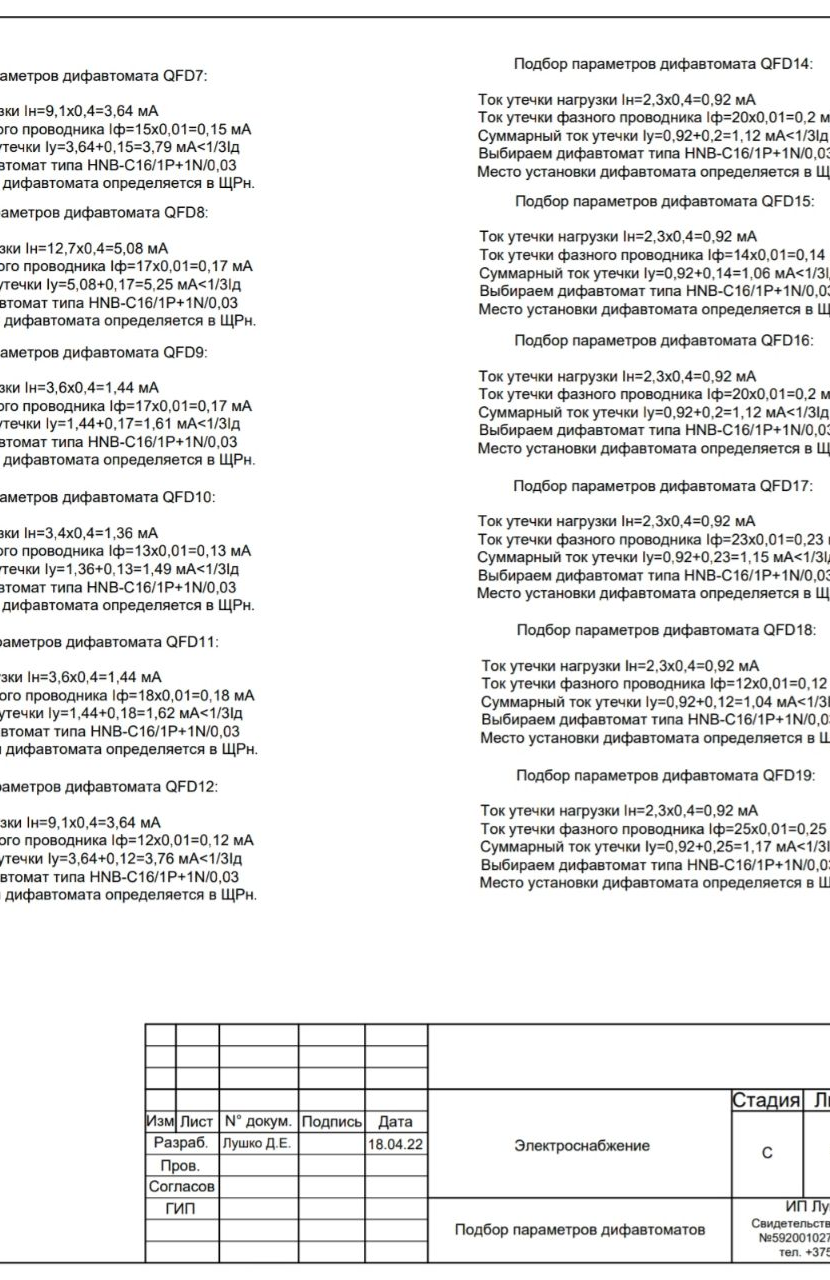 аметров дифавтомата QFD7:
зки Iн=9,1х0,4=3,64 мА
ого проводника Iф=15х0,01=0,15 мА
утечки Iу=3,64+0,15=3,79 мА<1/3Iд
втомат типа HNB-C16/1P+1N/0,03
дифавтомата определяется в ЩРн.
аметров дифавтомата QFD8:
зки Iн=12,7х0,4=5,08 мА
ого проводника Iф=17х0,01=0,17 мА
утечки Iу=5,08+0,17=5,25 мА<1/3Iд
втомат типа HNB-C16/1P+1N/0,03
дифавтомата определяется в ЩРн.
аметров дифавтомата QFD9:
зки Iн=3,6х0,4=1,44 мА
ого проводника Iф=17х0,01=0,17 мА
утечки Iу=1,44+0,17=1,61 мА<1/3Iд
втомат типа HNB-C16/1P+1N/0,03
дифавтомата определяется в ЩРн.
аметров дифавтомата QFD10:
зки Iн=3,4х0,4=1,36 мА
ого проводника Iф=13х0,01=0,13 мА
утечки Iу=1,36+0,13=1,49 мА<1/3Iд
втомат типа HNB-C16/1P+1N/0,03
дифавтомата определяется в ЩРн.
раметров дифавтомата QFD11:
зки Iн=3,6х0,4=1,44 мА
ого проводника Iф=18х0,01=0,18 мА
утечки Iу=1,44+0,18=1,62 мА<1/3Iд
втомат типа HNB-C16/1P+1N/0,03
дифавтомата определяется в ЩРн.
раметров дифавтомата QFD12:
зки Iн=9,1х0,4=3,64 мА
ого проводника Iф=12х0,01=0,12 мА
утечки Iу=3,64+0,12=3,76 мА<1/3Iд
втомат типа HNB-C16/1P+1N/0,03
дифавтомата определяется в ЩРн.
Подбор параметров дифавтомата QFD14:
Ток утечки нагрузки Iн=2,3х0,4=0,92 мА
Ток утечки фазного проводника Iф=20х0,01=0,2 м
Суммарный ток утечки Iу=0,92+0,2=1,12 мА<1/3Iд
Выбираем дифавтомат типа HNB-C16/1P+1N/0,03
Место установки дифавтомата определяется в Щ
Подбор параметров дифавтомата QFD15:
Ток утечки нагрузки Iн=2,3х0,4=0,92 мА
Ток утечки фазного проводника Iф=14х0,01=0,14
Суммарный ток утечки Iу=0,92+0,14=1,06 мА<1/3I
Выбираем дифавтомат типа HNB-C16/1P+1N/0,03
Место установки дифавтомата определяется в Щ
Подбор параметров дифавтомата QFD16:
Ток утечки нагрузки Iн=2,3х0,4=0,92 мА
Ток утечки фазного проводника Iф=20х0,01=0,2 м
Суммарный ток утечки Iу=0,92+0,2=1,12 мА<1/3Iд
Выбираем дифавтомат типа HNB-C16/1P+1N/0,03
Место установки дифавтомата определяется в Щ
Подбор параметров дифавтомата QFD17:
Ток утечки нагрузки Iн=2,3х0,4=0,92 мА
Ток утечки фазного проводника Iф=23х0,01=0,23
Суммарный ток утечки Iу=0,92+0,23=1,15 мА<1/3I
Выбираем дифавтомат типа HNB-C16/1P+1N/0,03
Место установки дифавтомата определяется в Щ
Подбор параметров дифавтомата QFD18:
Ток утечки нагрузки Iн=2,3х0,4=0,92 мА
Ток утечки фазного проводника Iф=12х0,01=0,12
Суммарный ток утечки Iу=0,92+0,12=1,04 мА<1/3I
Выбираем дифавтомат типа HNB-C16/1P+1N/0,03
Место установки дифавтомата определяется в Щ
Подбор параметров дифавтомата QFD19:
Ток утечки нагрузки Iн=2,3х0,4=0,92 мА
Ток утечки фазного проводника Iф=25х0,01=0,25
Суммарный ток утечки Iу=0,92+0,25=1,17 мА<1/3I
Выбираем дифавтомат типа HNB-C16/1P+1N/0,03
Место установки дифавтомата определяется в Щ
Изм Лист N° докум. Подпись Дата
Разраб. Лушко Д.Е. 18.04.22
Пров.
Согласов
ГИП
Электроснабжение
Стадия Ли
С
Подбор параметров дифавтоматов
ИП Лу
Свидетельств
№592001027
тел. +375